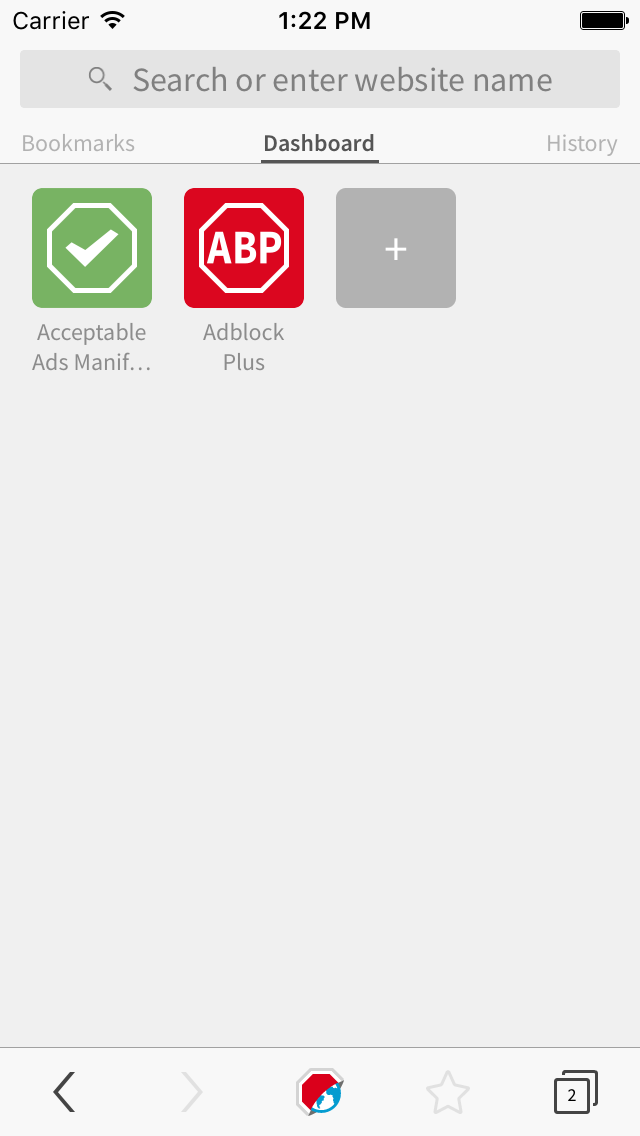 Carrier 1:22 PM
Search or enter website name
Bookmarks Dashboard History
ABP +
Acceptable Adblock
Ads Manif… Plus
2